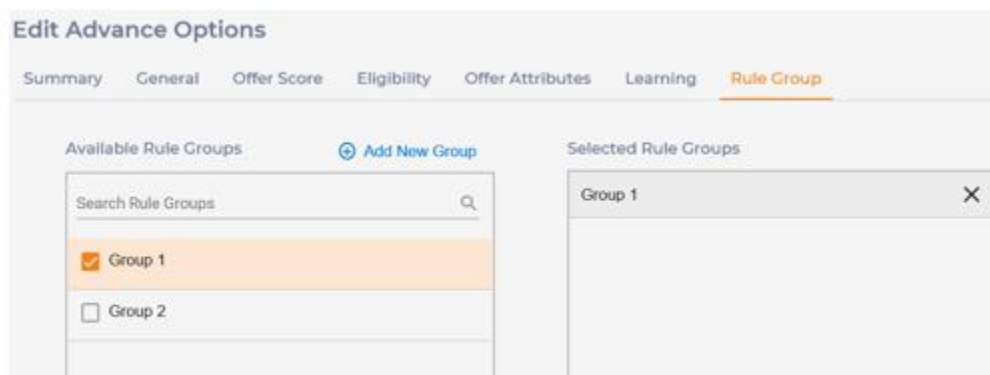 Edit Advance Options
Summary General Offer Score Eligibility Offer Attributes Learning Rule Group
Available Rule Groups Add New Group
Search Rule Groups
Group 1
Group 2
Selected Rule Groups
Group 1